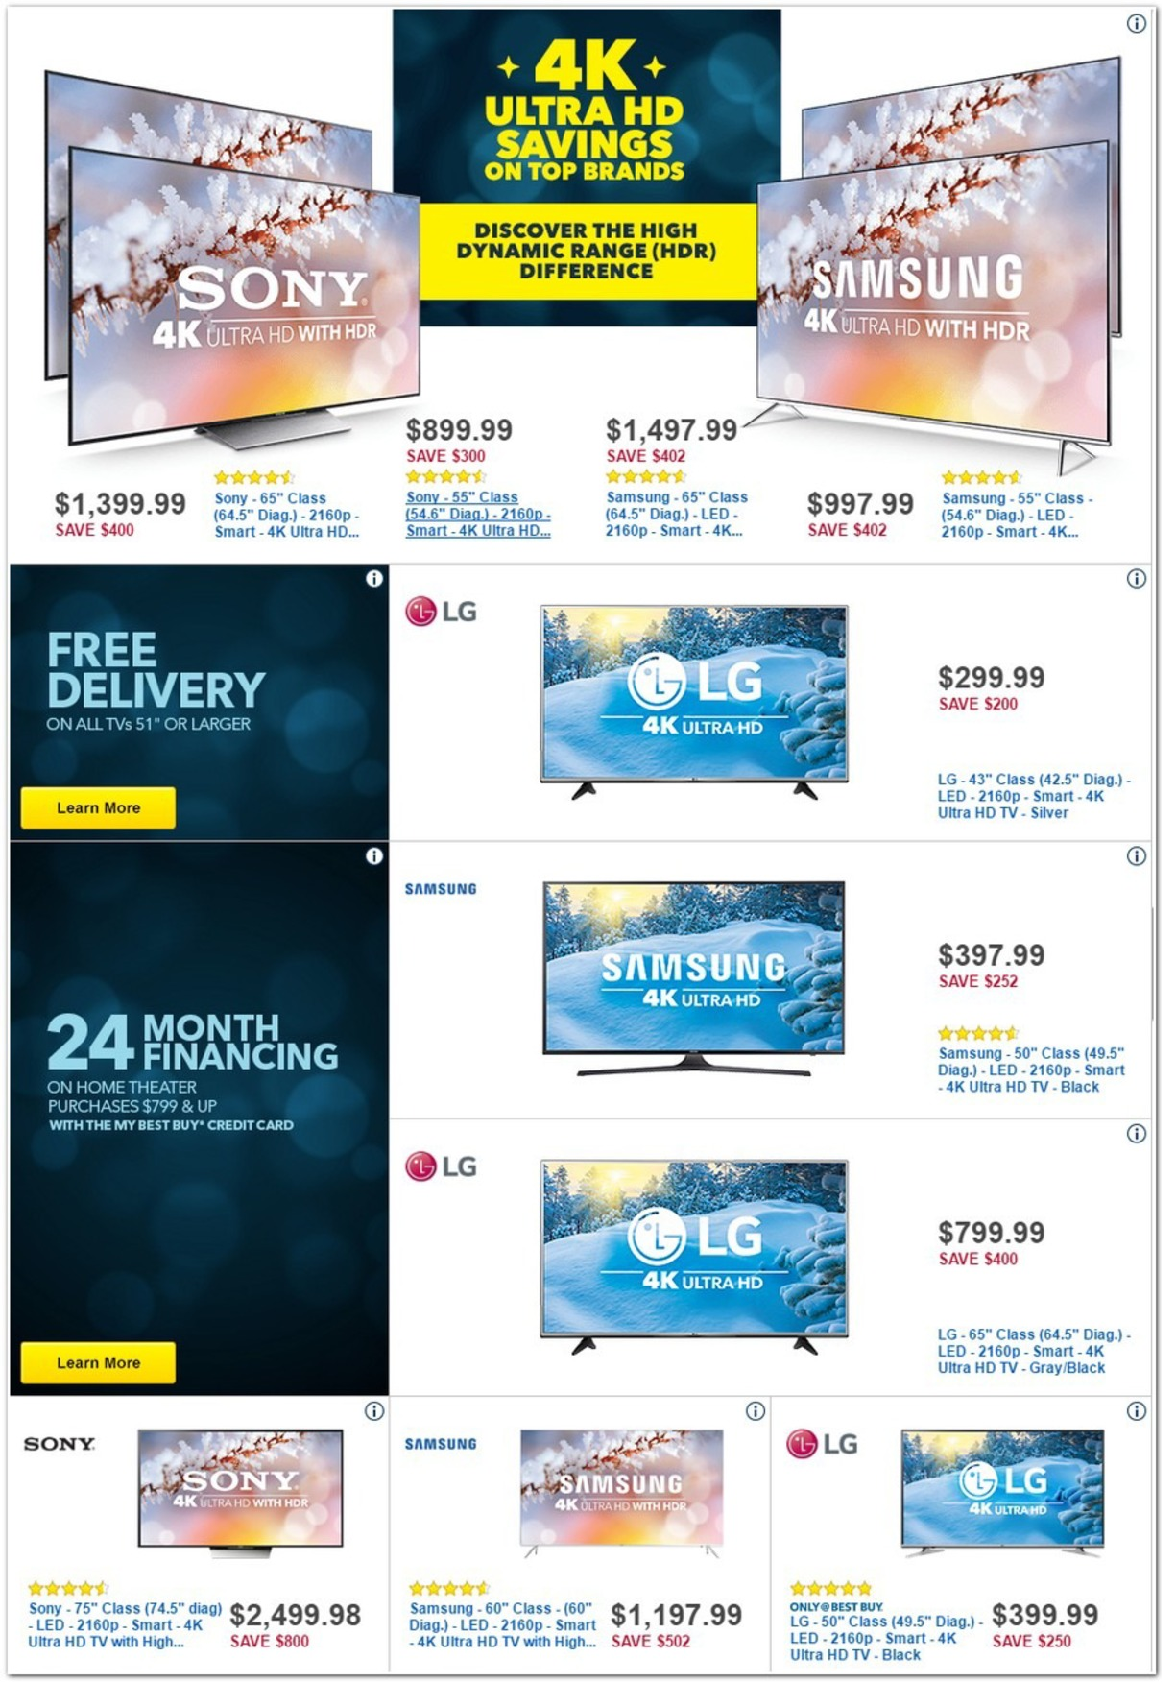 4K
ULTRA HD
SAVINGS
ON TOP BRANDS
DISCOVER THE HIGH
DYNAMIC RANGE (HDR)
DIFFERENCE
SONY
4K ULTRA HD WITH HDR
SAMSUNG
4K ULTRA HD WITH HDR
$1,399.99
SAVE $400
Sony - 65" Class
(64.5" Diag.) - 2160p -
Smart - 4K Ultra HD...
$899.99
SAVE $300
Sony - 55" Class
(54.6" Diag.) - 2160p -
Smart - 4K Ultra HD...
$1,497.99
SAVE $402
Samsung - 65" Class
(64.5" Diag.) - LED -
2160p - Smart - 4K...
$997.99
SAVE $402
Samsung - 55" Class -
(54.6" Diag.) - LED -
2160p - Smart - 4K...
FREE
DELIVERY
ON ALL TVs 51" OR LARGER
Learn More
LG
LG
4K ULTRA HD
$299.99
SAVE $200
LG - 43" Class (42.5" Diag.) -
LED - 2160p - Smart - 4K
Ultra HD TV - Silver
24 MONTH
FINANCING
ON HOME THEATER
PURCHASES $799 & UP
WITH THE MY BEST BUY® CREDIT CARD
Learn More
SAMSUNG
SAMSUNG
4K ULTRA HD
$397.99
SAVE $252
Samsung - 50" Class (49.5"
Diag.) - LED - 2160p - Smart
- 4K Ultra HD TV - Black
LG
LG
4K ULTRA HD
$799.99
SAVE $400
LG - 65" Class (64.5" Diag.) -
LED - 2160p - Smart - 4K
Ultra HD TV - Gray/Black
SONY
SONY
4K ULTRA HD WITH HDR
Sony - 75" Class (74.5" diag)
- LED - 2160p - Smart - 4K
Ultra HD TV with High...
$2,499.98
SAVE $800
SAMSUNG
SAMSUNG
4K ULTRA HD WITH HDR
Samsung - 60" Class - (60"
Diag.) - LED - 2160p - Smart
- 4K Ultra HD TV with High...
$1,197.99
SAVE $502
LG
LG
4K ULTRA HD
ONLY @ BEST BUY.
LG - 50" Class (49.5" Diag.) -
LED - 2160p - Smart - 4K
Ultra HD TV - Black
$399.99
SAVE $250